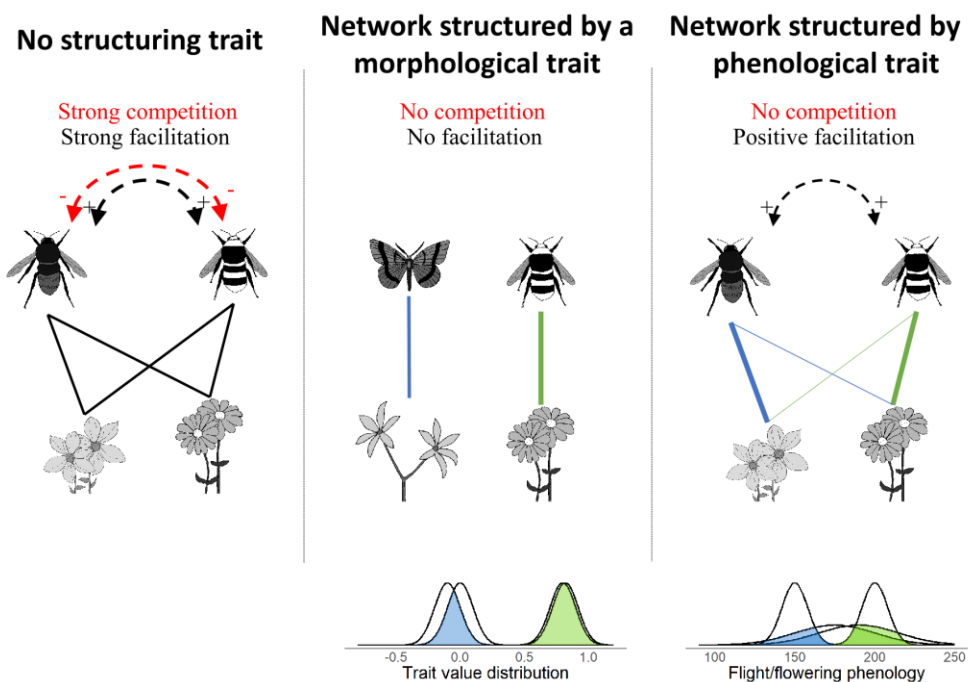 No structuring trait
Strong competition
Strong facilitation
-
-
+
+
Network structured by a
morphological trait
No competition
No facilitation
-0.5
0.0
0.5
1.0
Trait value distribution
Network structured by
phenological trait
No competition
Positive facilitation
+
+
100
150
200
250
Flight/flowering phenology